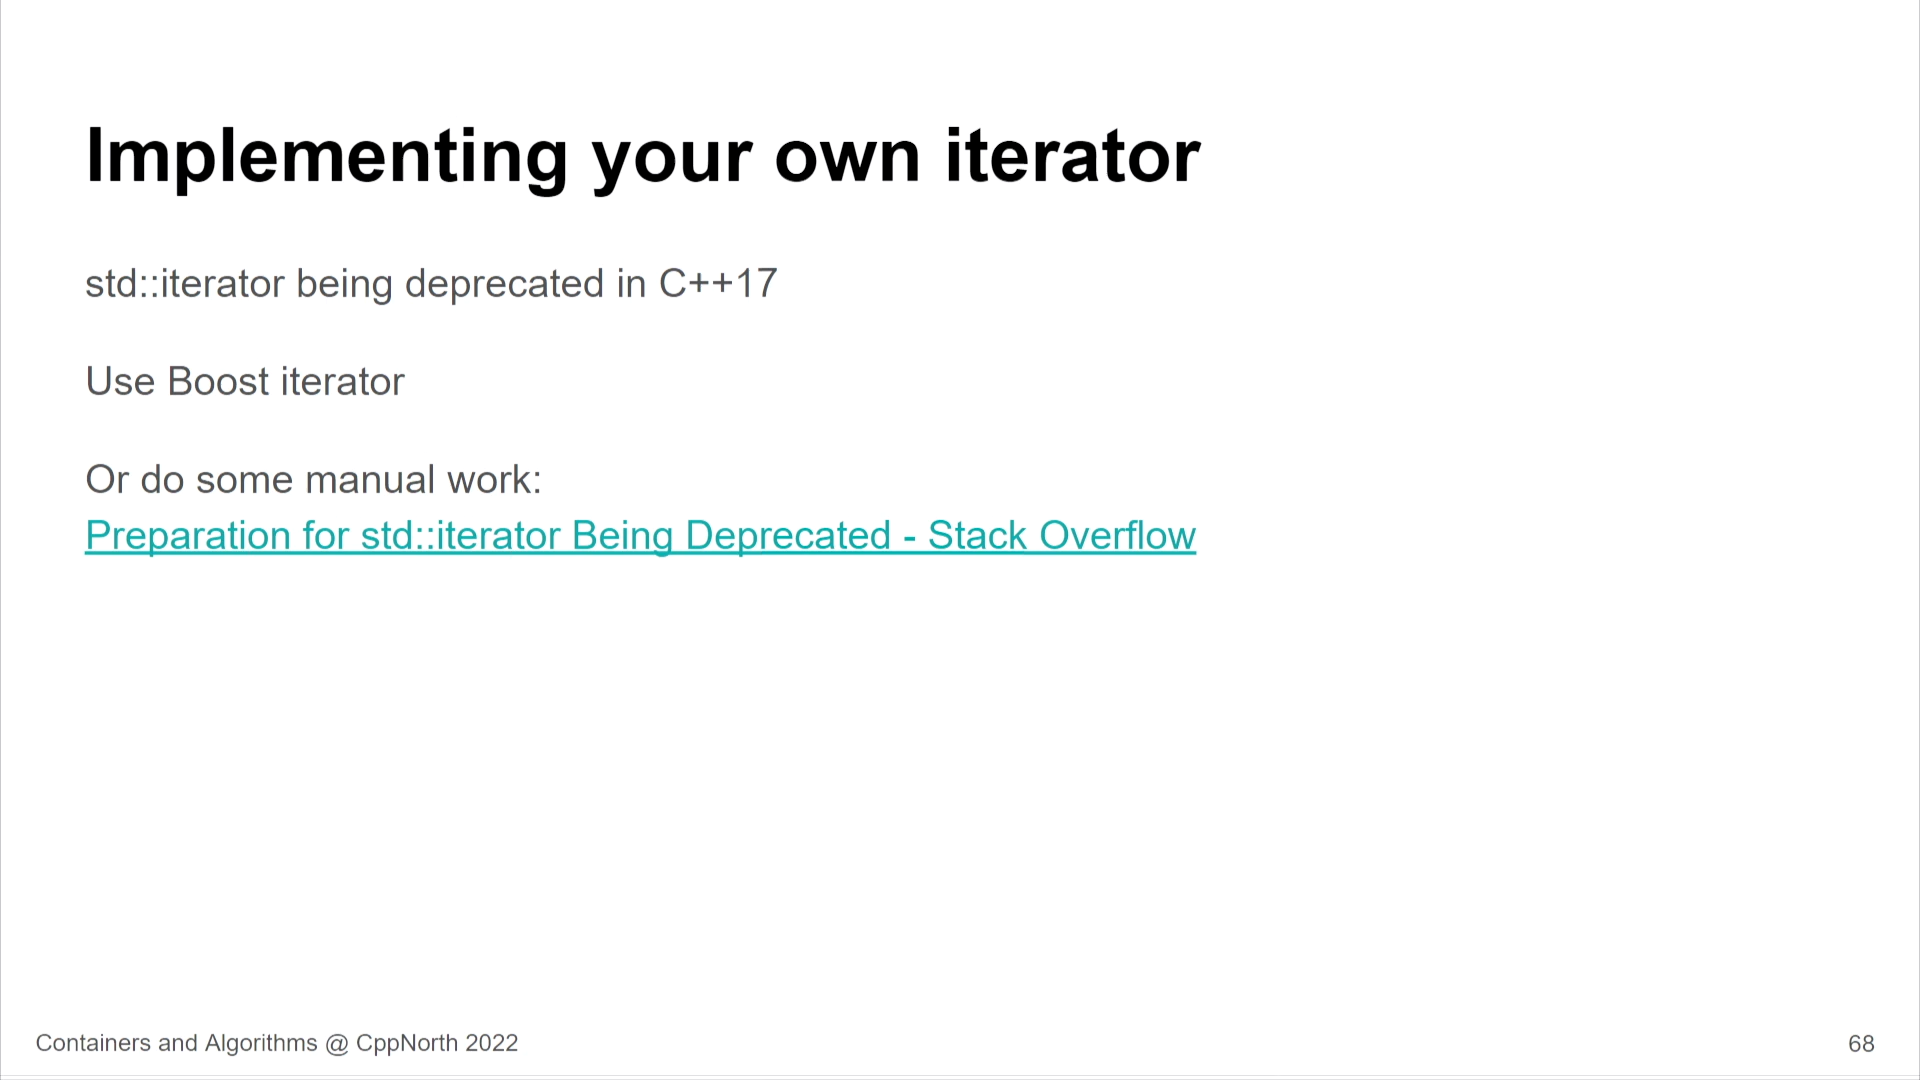 Implementing your own iterator
std::iterator being deprecated in C++17
Use Boost iterator
Or do some manual work:
Preparation for std::iterator Being Deprecated - Stack Overflow
Containers and Algorithms @ CppNorth 2022
68